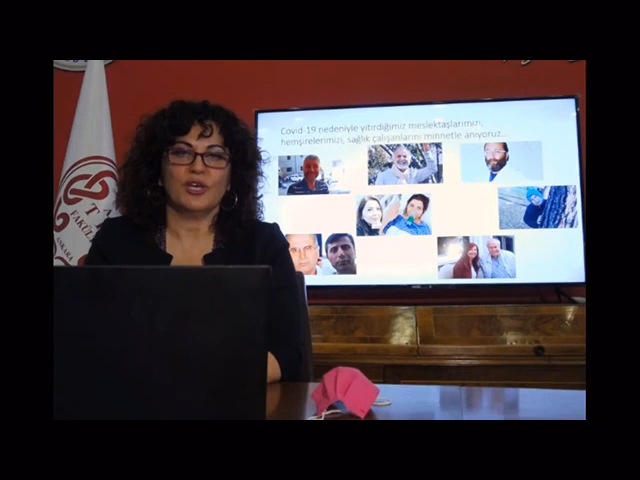 Covid-19 nedeniyle yitirdiğimiz meslektaşlarımızı,
hemşirelerimizi, sağlık çalışanlarını minnetle anıyoruz...